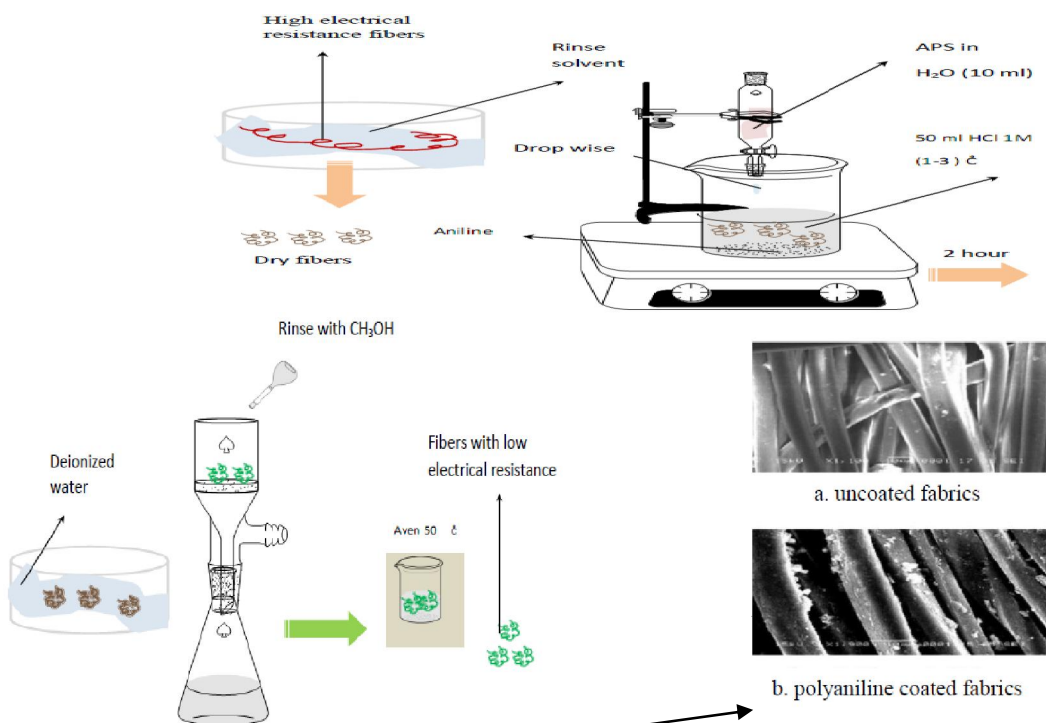 High electrical
resistance fibers
Rinse
solvent
APS in
H₂O (10 ml)
Drop wise
50 ml HCl 1M
(1-3 ) C̊
Aniline
Dry fibers
2 hour
Rinse with CH₃OH
Deionized
water
Fibers with low
electrical resistance
Aven 50 C̊
a. uncoated fabrics
b. polyaniline coated fabrics